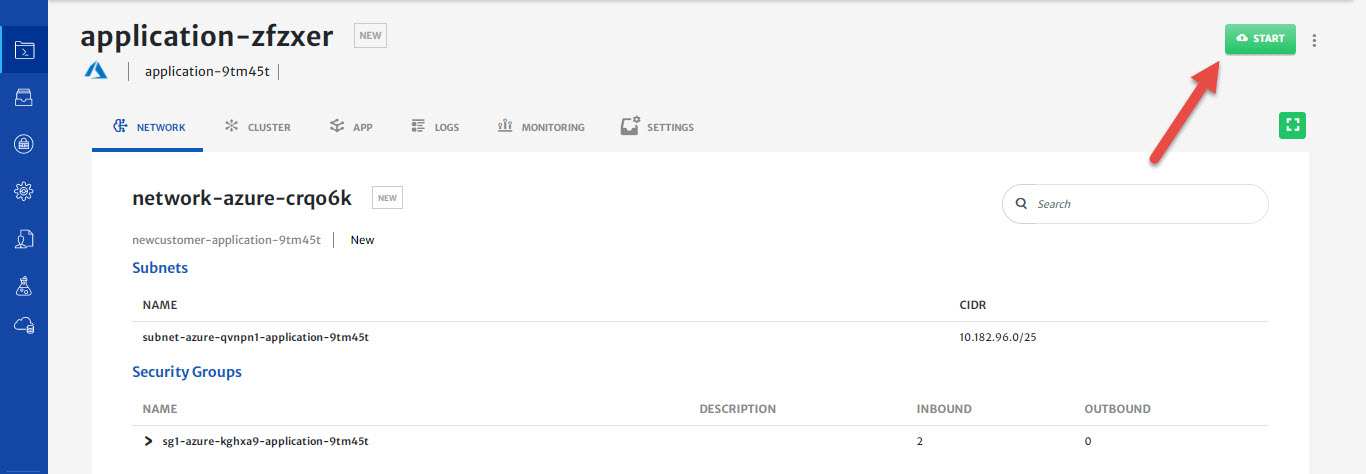 application-zfzxer NEW
START
application-9tm45t
NETWORK CLUSTER APP LOGS MONITORING SETTINGS
network-azure-crqo6k NEW
Search
newcustomer-application-9tm45t New
Subnets
NAME CIDR
subnet-azure-qvnpn1-application-9tm45t 10.182.96.0/25
Security Groups
NAME DESCRIPTION INBOUND OUTBOUND
sg1-azure-kghxa9-application-9tm45t 2 0